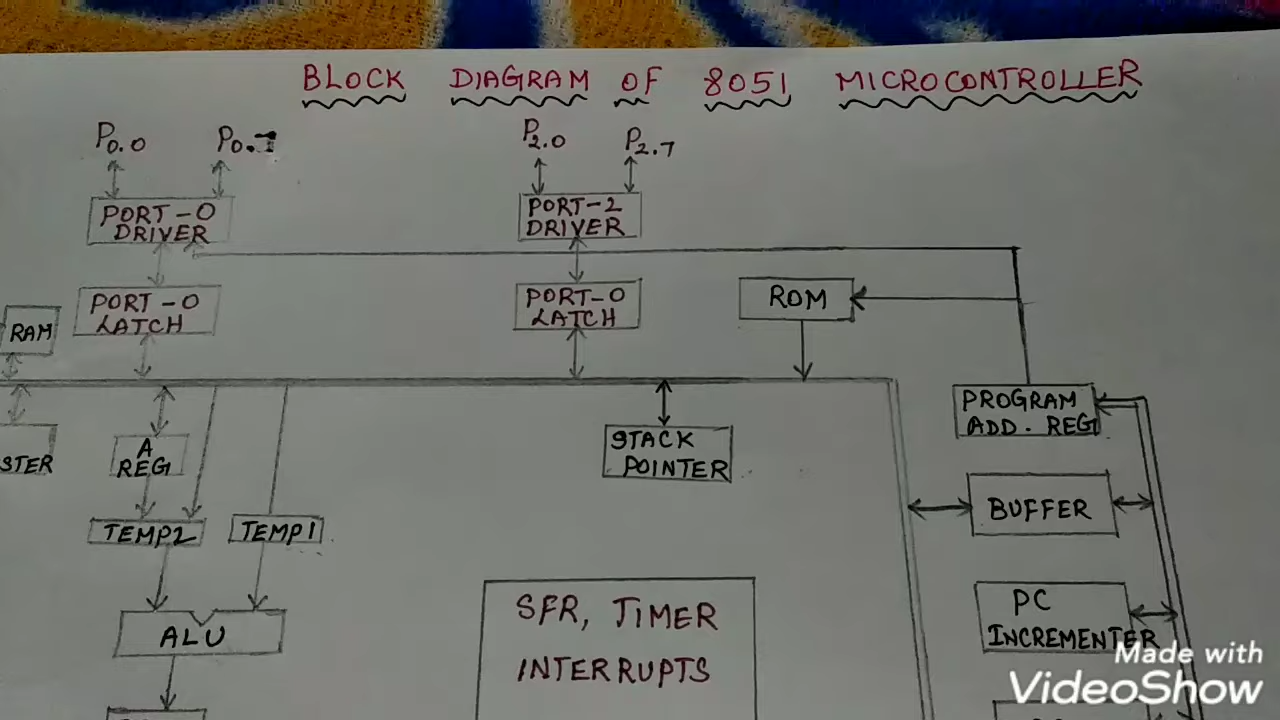 BLOCK DIAGRAM OF 8051 MICROCONTROLLER
P0.0 P0.7
P2.0 P2.7
PORT-0
DRIVER
PORT-2
DRIVER
PORT-0
LATCH
PORT-0
LATCH
ROM
RAM
PROGRAM
ADD. REG
A
REG
STACK
POINTER
STER
BUFFER
TEMP2
TEMP1
ALU
SFR, TIMER
INTERRUPTS
PC
INCREMENTER
Made with
VideoShow